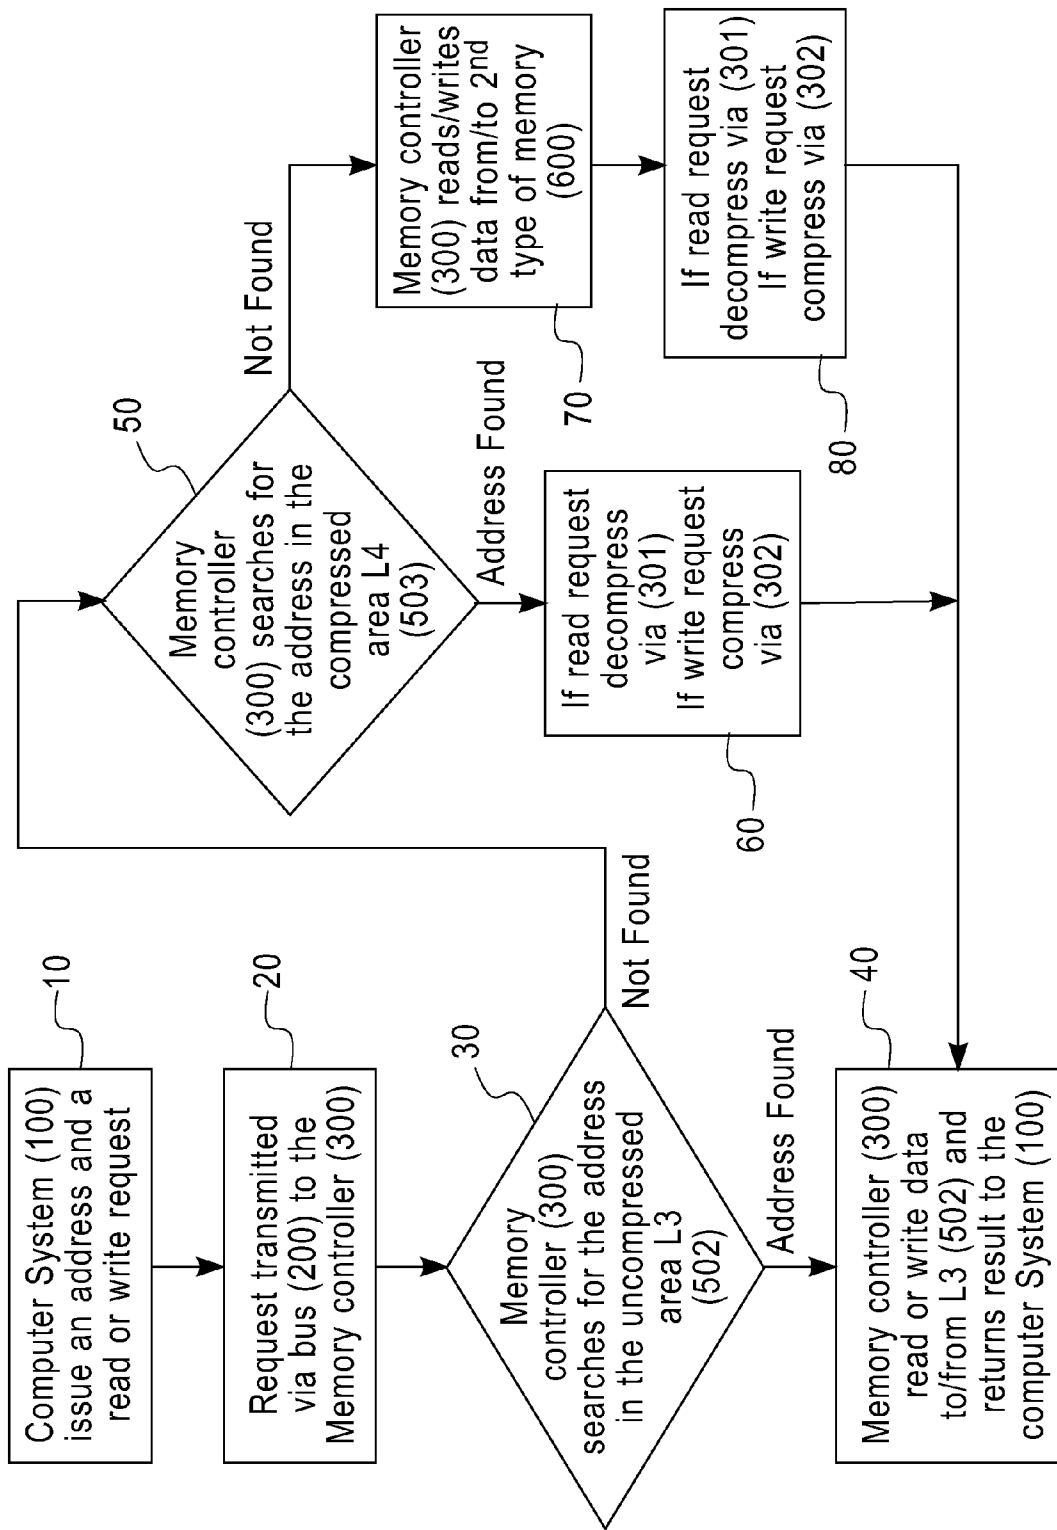 10
Computer System (100)
issue an address and a
read or write request
20
Request transmitted
via bus (200) to the
Memory controller (300)
30
Memory
controller (300)
searches for the address
in the uncompressed
area L3
(502)
Not Found
Address Found
40
Memory controller (300)
read or write data
to/from L3 (502) and
returns result to the
computer System (100)
50
Memory
controller
(300) searches for
the address in the
compressed
area L4
(503)
Not Found
Address Found
60
If read request
decompress
via (301)
If write request
compress
via (302)
70
Memory controller
(300) reads/writes
data from/to 2nd
type of memory
(600)
80
If read request
decompress via (301)
If write request
compress via (302)